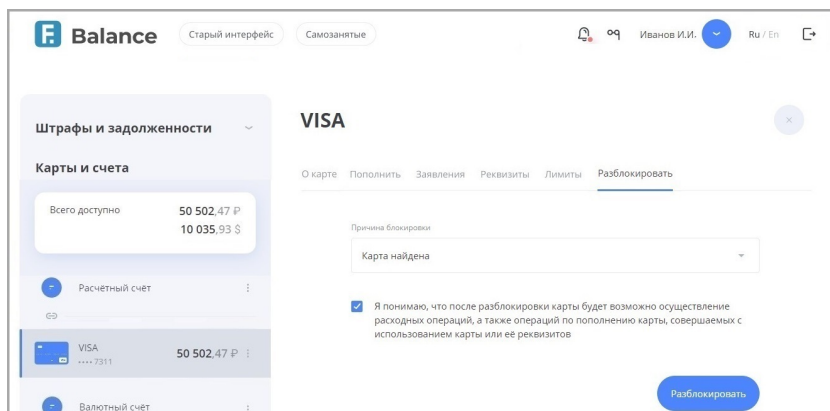 F. Balance
Старый интерфейс
Самозанятые
Иванов И.И.
Ru / En
Штрафы и задолженности
Карты и счета
Всего доступно
50 502,47 ₽
10 035,93 $
Расчётный счёт
VISA
•••• 7311
50 502,47 ₽
Валютный счёт
VISA
О карте Пополнить Заявления Реквизиты Лимиты Разблокировать
Причина блокировки
Карта найдена
Я понимаю, что после разблокировки карты будет возможно осуществление
расходных операций, а также операций по пополнению карты, совершаемых с
использованием карты или её реквизитов
Разблокировать